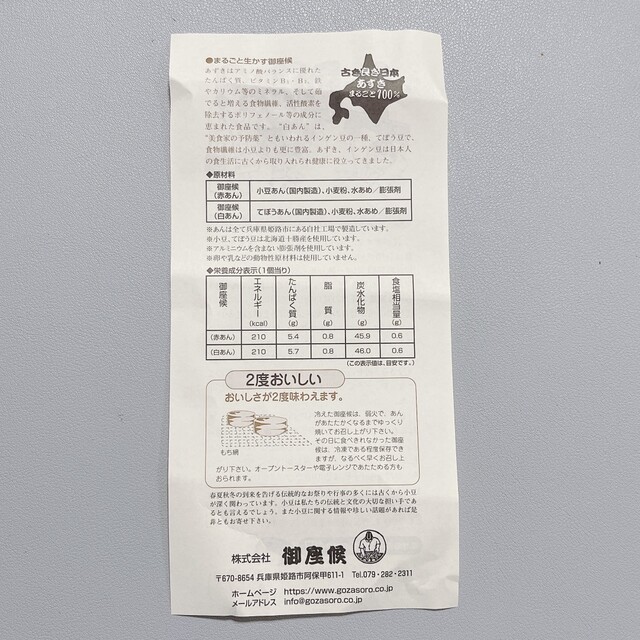 ●まるごと生かす御座候
あずきはアミノ酸バランスに優れた
たんぱく質、ビタミンB₁・B₂、鉄
やカリウム等のミネラル、そして茹
でると増える食物繊維、活性酸素を
除去するポリフェノール等の成分に
恵まれた食品です。"白あん"は、
"美食家の予防薬"ともいわれるインゲン豆の一種、てぼう豆で、
食物繊維は小豆よりも更に豊富。あずき、インゲン豆は日本人
の食生活に古くから取り入れられ健康に役立ってきました。
古き良き日本
あずき
まるごと100%
◆原材料
御座候
(赤あん)
小豆あん(国内製造)、小麦粉、水あめ/膨張剤
御座候
(白あん)
てぼうあん(国内製造)、小麦粉、水あめ/膨張剤
※あんは全て兵庫県姫路市にある自社工場で製造しています。
※小豆、てぼう豆は北海道十勝産を使用しています。
※アルミニウムを含まない膨張剤を使用しています。
※卵や乳などの動物性原材料は使用していません。
◆栄養成分表示(1個当り)
御座候 エネルギー(kcal) たんぱく質(g) 脂質(g) 炭水化物(g) 食塩相当量(g)
(赤あん) 210 5.4 0.8 45.9 0.6
(白あん) 210 5.7 0.8 46.0 0.6
(この表示値は、目安です。)
2度おいしい
おいしさが2度味わえます。
もち網
冷えた御座候は、弱火で、あん
があたたかくなるまでゆっくり
焼いてお召し上がり下さい。
その日に食べきれなかった御座
候は、冷凍である程度保存でき
ますが、なるべく早くお召し上
がり下さい。オーブントースターや電子レンジであたためる方も
おられます。
春夏秋冬の到来を告げる伝統的なお祭りや行事の多くには古くから小豆
が深く関わっています。小豆は私たちの伝統と文化の大切な担い手であ
るとも言えるでしょう。また小豆に関する情報や珍しい話題があれば是
非ともお寄せ下さい。
株式会社 御座候
〒670-8654 兵庫県姫路市阿保甲611-1 Tel.079-282-2311
ホームページ https://www.gozasoro.co.jp
メールアドレス info@gozasoro.co.jp